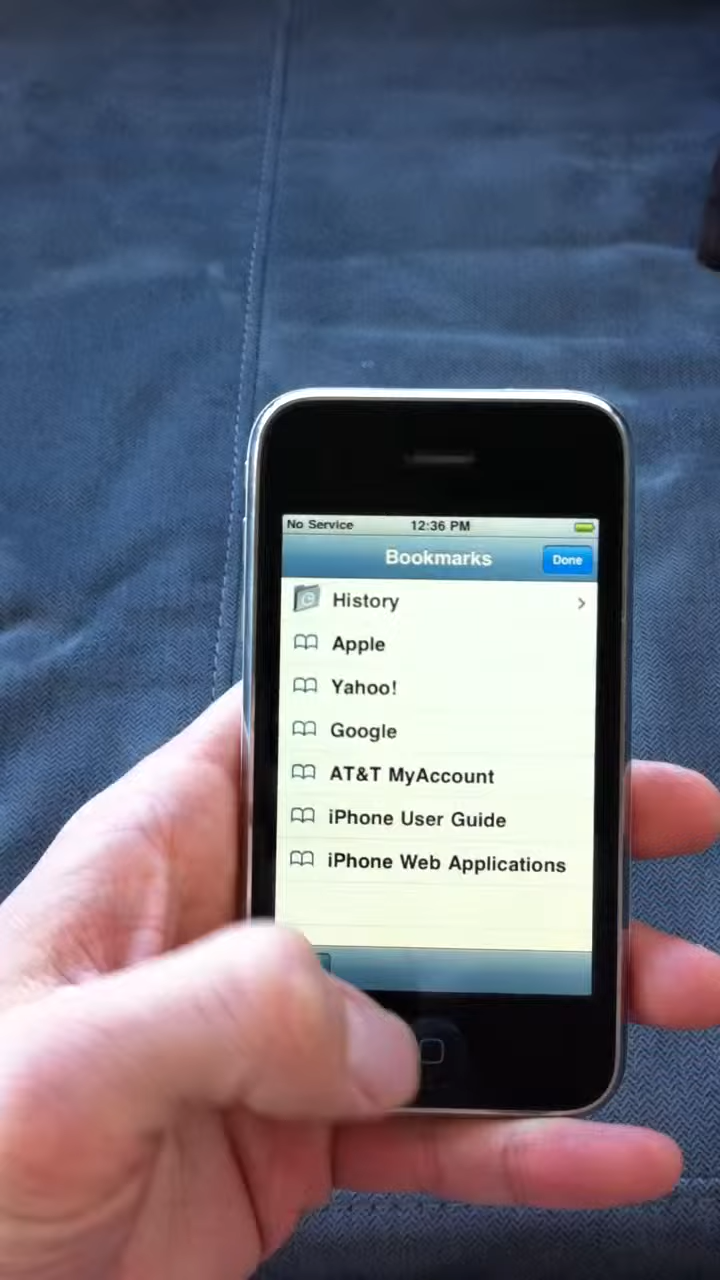 No Service 12:36 PM
Bookmarks Done
History
Apple
Yahoo!
Google
AT&T MyAccount
iPhone User Guide
iPhone Web Applications